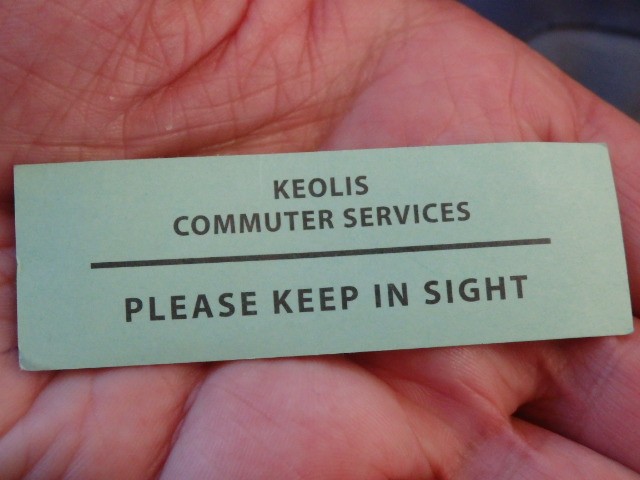 KEOLIS
COMMUTER SERVICES
PLEASE KEEP IN SIGHT